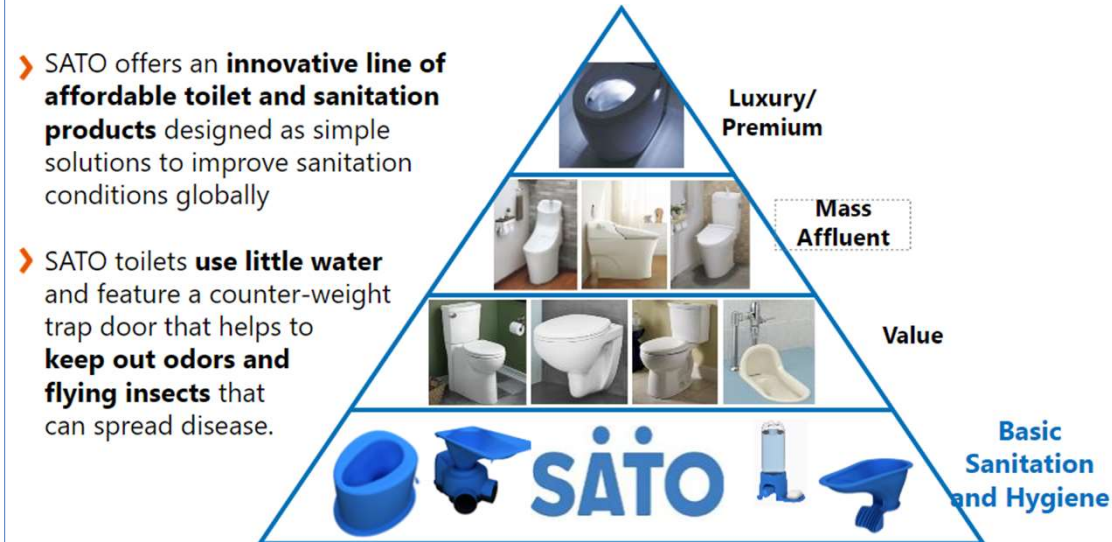 SATO offers an innovative line of
affordable toilet and sanitation
products designed as simple
solutions to improve sanitation
conditions globally
SATO toilets use little water
and feature a counter-weight
trap door that helps to
keep out odors and
flying insects that
can spread disease.
Luxury/
Premium
Mass
Affluent
Value
Basic
Sanitation
and Hygiene
SÄTO